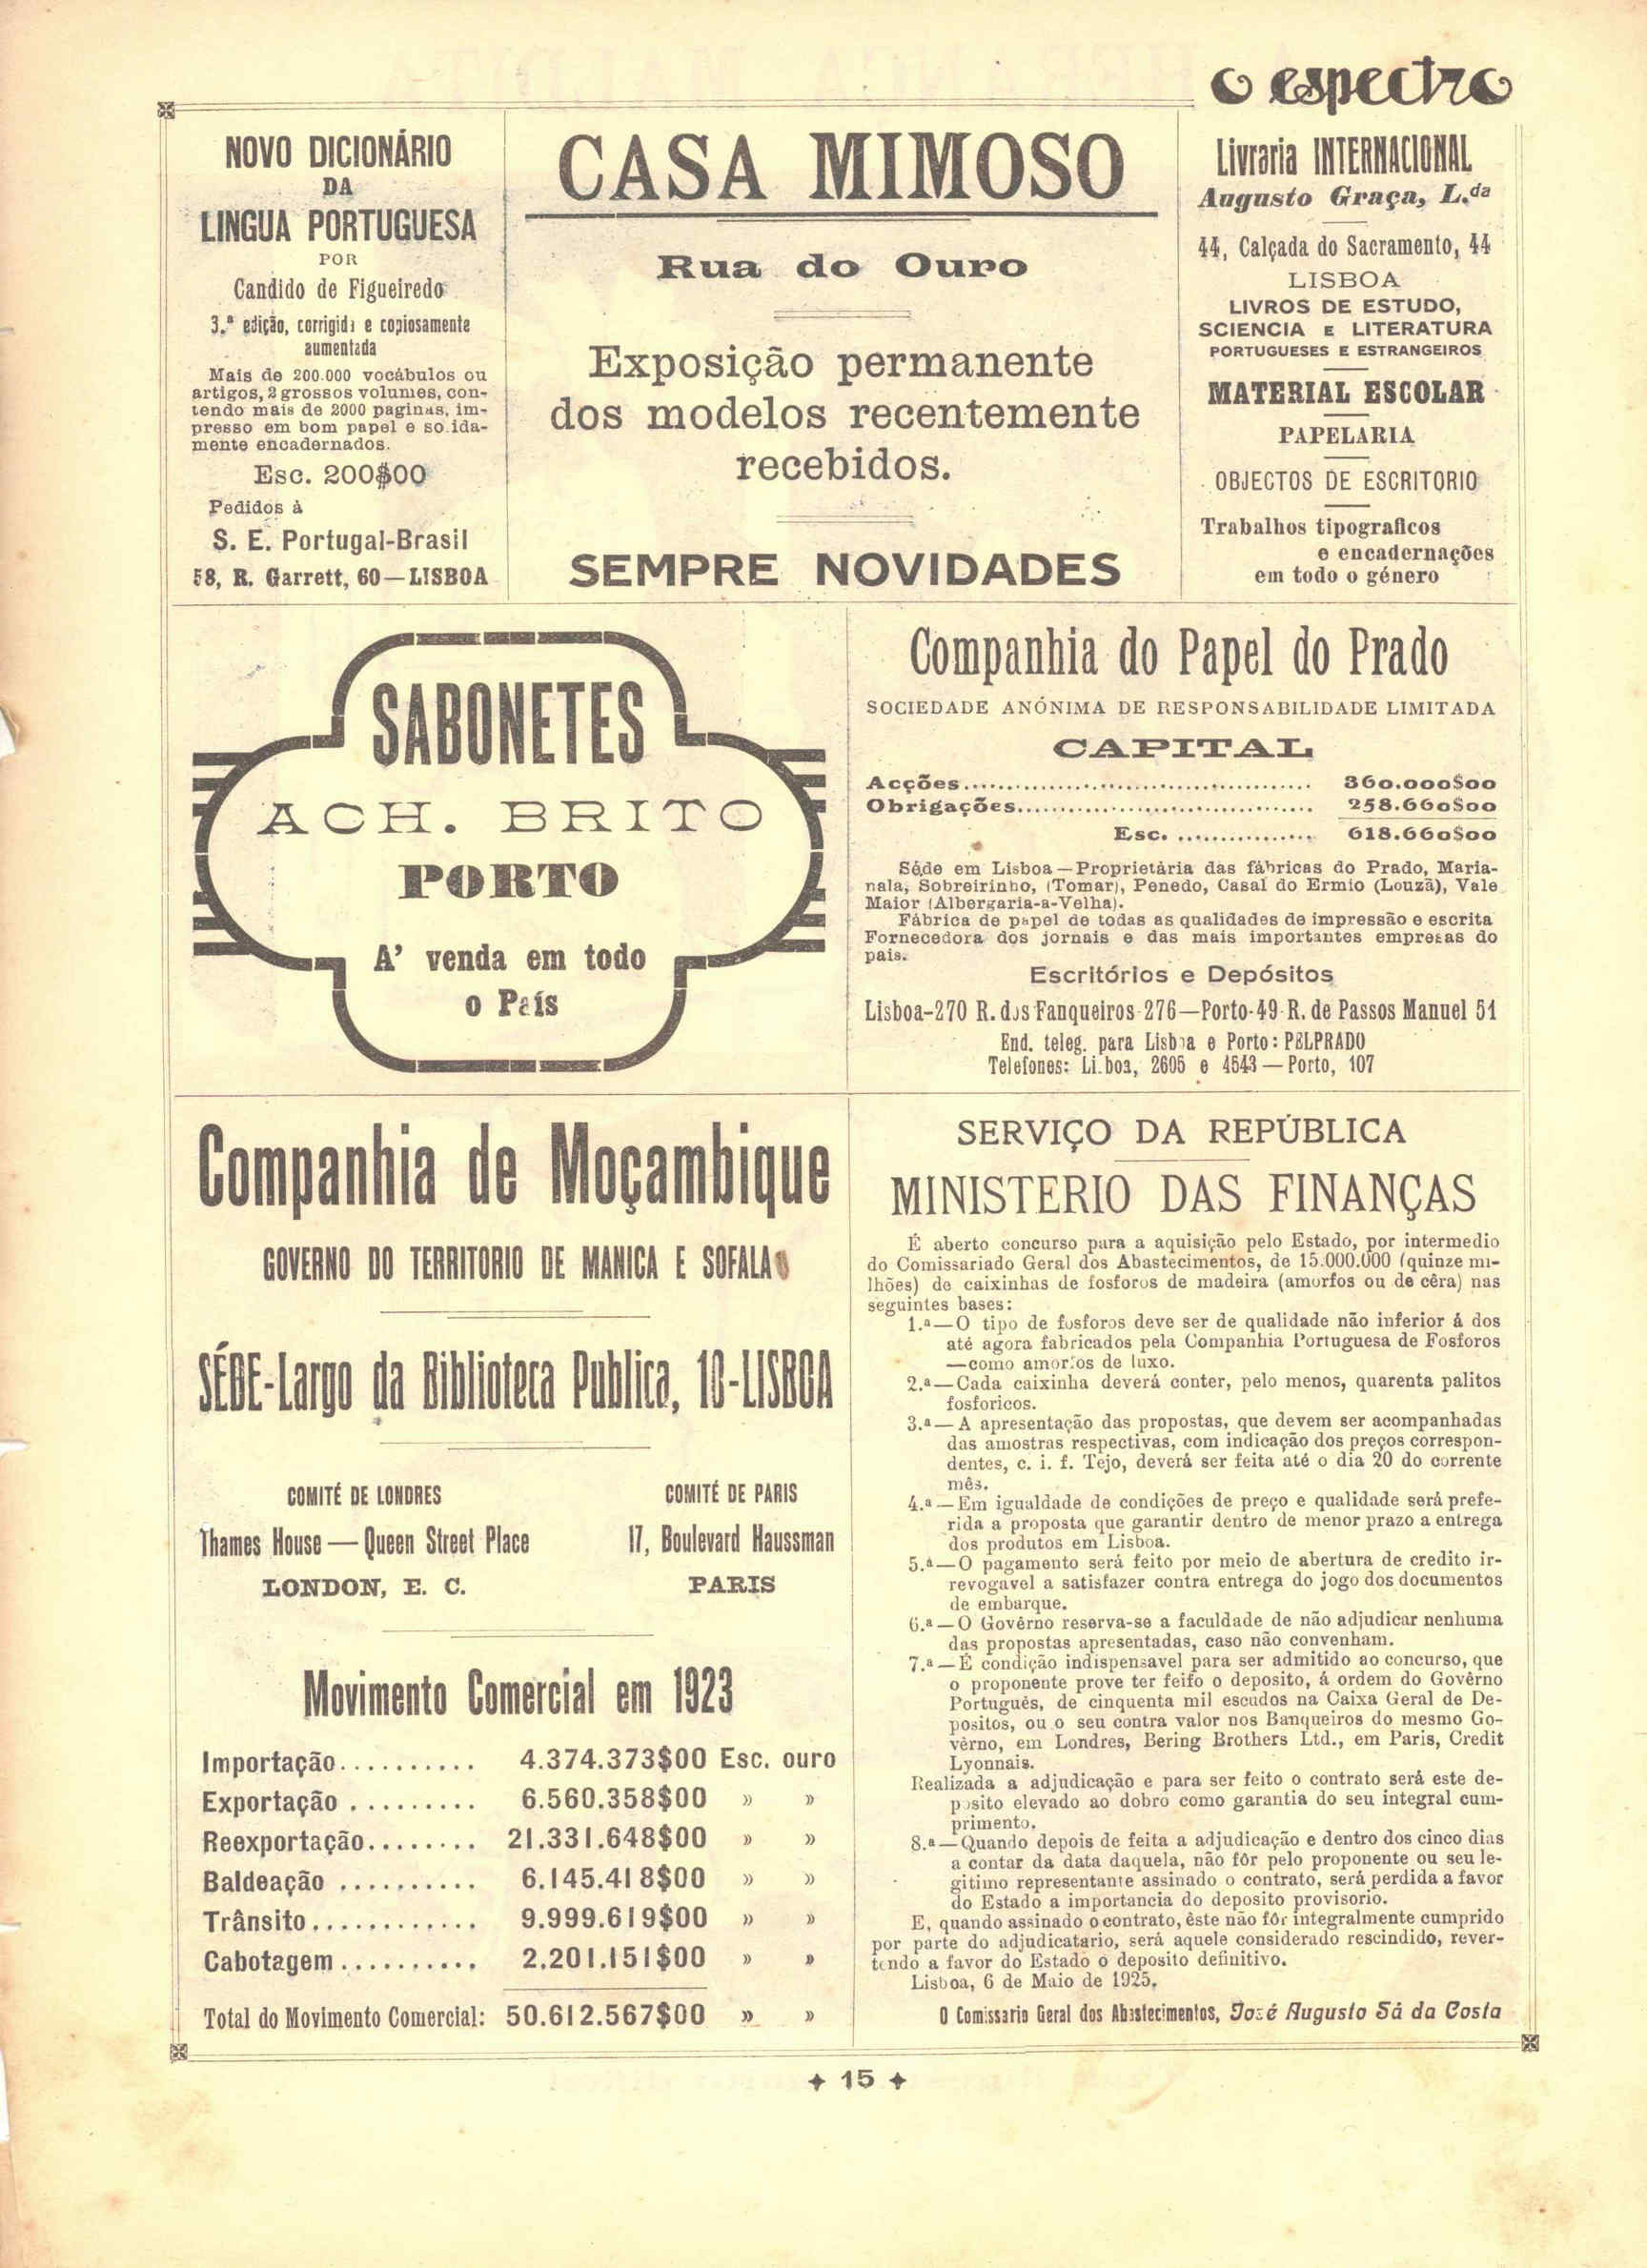 o espectro
NOVO DICIONÁRIO
DA
LINGUA PORTUGUESA
POR
Candido de Figueiredo
3.ª edição, corrigida e copiosamente
aumentada
Mais de 200.000 vocábulos ou
artigos, 2 grossos volumes, con-
tendo mais de 2000 paginas, im-
presso em bom papel e solida-
mente encadernados.
Esc. 200$00
Pedidos à
S. E. Portugal-Brasil
58, R. Garrett, 60—LISBOA
CASA MIMOSO
Rua do Ouro
Exposição permanente
dos modelos recentemente
recebidos.
SEMPRE NOVIDADES
Livraria INTERNACIONAL
Augusto Graça, L.da
44, Calçada do Sacramento, 44
LISBOA
LIVROS DE ESTUDO,
SCIENCIA E LITERATURA
PORTUGUESES E ESTRANGEIROS
MATERIAL ESCOLAR
PAPELARIA
OBJECTOS DE ESCRITORIO
Trabalhos tipograficos
e encadernações
em todo o género
SABONETES
ACH. BRITO
PORTO
A' venda em todo
o País
Companhia do Papel do Prado
SOCIEDADE ANÓNIMA DE RESPONSABILIDADE LIMITADA
CAPITAL
Acções........................................ 360.000$00
Obrigações.................................. 258.660$00
Esc. ................ 618.660$00
Séde em Lisboa—Proprietária das fábricas do Prado, Maria-
naia, Sobreirinho, (Tomar), Penedo, Casal do Ermio (Louzã), Vale
Maior (Albergaria-a-Velha).
Fábrica de papel de todas as qualidades de impressão e escrita
Fornecedora dos jornais e das mais importantes empresas do
pais.
Escritórios e Depósitos
Lisboa-270 R. dos Fanqueiros 276—Porto-49 R. de Passos Manuel 51
End. teleg. para Lisboa e Porto: PELPRADO
Telefones: Lisboa, 2605 e 4543—Porto, 107
Companhia de Moçambique
GOVERNO DO TERRITORIO DE MANICA E SOFALA
SÉDE-Largo da Biblioteca Publica, 10-LISBOA
COMITÉ DE LONDRES
Thames House — Queen Street Place
LONDON, E. C.
COMITÉ DE PARIS
17, Boulevard Haussman
PARIS
Movimento Comercial em 1923
Importação.......... 4.374.373$00 Esc. ouro
Exportação ......... 6.560.358$00 » »
Reexportação........ 21.331.648$00 » »
Baldeação .......... 6.145.418$00 » »
Trânsito............ 9.999.619$00 » »
Cabotagem.......... 2.201.151$00 » »
Total do Movimento Comercial: 50.612.567$00 » »
SERVIÇO DA REPÚBLICA
MINISTERIO DAS FINANÇAS
É aberto concurso para a aquisição pelo Estado, por intermedio
do Comissariado Geral dos Abastecimentos, de 15.000.000 (quinze mi-
lhões) de caixinhas de fosforos de madeira (amorfos ou de cêra) nas
seguintes bases:
1.ª—O tipo de fosforos deve ser de qualidade não inferior á dos
até agora fabricados pela Companhia Portuguesa de Fosforos
—como amorfos de luxo.
2.ª—Cada caixinha deverá conter, pelo menos, quarenta palitos
fosforicos.
3.ª—A apresentação das propostas, que devem ser acompanhadas
das amostras respectivas, com indicação dos preços correspon-
dentes, c. i. f. Tejo, deverá ser feita até o dia 20 do corrente
mês.
4.ª—Em igualdade de condições de preço e qualidade será prefe-
rida a proposta que garantir dentro de menor prazo a entrega
dos produtos em Lisboa.
5.ª—O pagamento será feito por meio de abertura de credito ir-
revogavel a satisfazer contra entrega do jogo dos documentos
de embarque.
6.ª—O Govêrno reserva-se a faculdade de não adjudicar nenhuma
das propostas apresentadas, caso não convenham.
7.ª—É condição indispensavel para ser admitido ao concurso, que
o proponente prove ter feifo o deposito, á ordem do Govêrno
Português, de cinquenta mil escudos na Caixa Geral de De-
positos, ou o seu contra valor nos Banqueiros do mesmo Go-
vêrno, em Londres, Bering Brothers Ltd., em Paris, Credit
Lyonnais.
Realizada a adjudicação e para ser feito o contrato será este de-
posito elevado ao dobro como garantia do seu integral cum-
primento.
8.ª—Quando depois de feita a adjudicação e dentro dos cinco dias
a contar da data daquela, não fôr pelo proponente ou seu le-
gitimo representante assinado o contrato, será perdida a favor
do Estado a importancia do deposito provisorio.
E, quando assinado o contrato, êste não fôr integralmente cumprido
por parte do adjudicatario, será aquele considerado rescindido, rever-
tendo a favor do Estado o deposito definitivo.
Lisboa, 6 de Maio de 1925.
O Comissario Geral dos Abastecimentos, José Augusto Sá da Costa
15